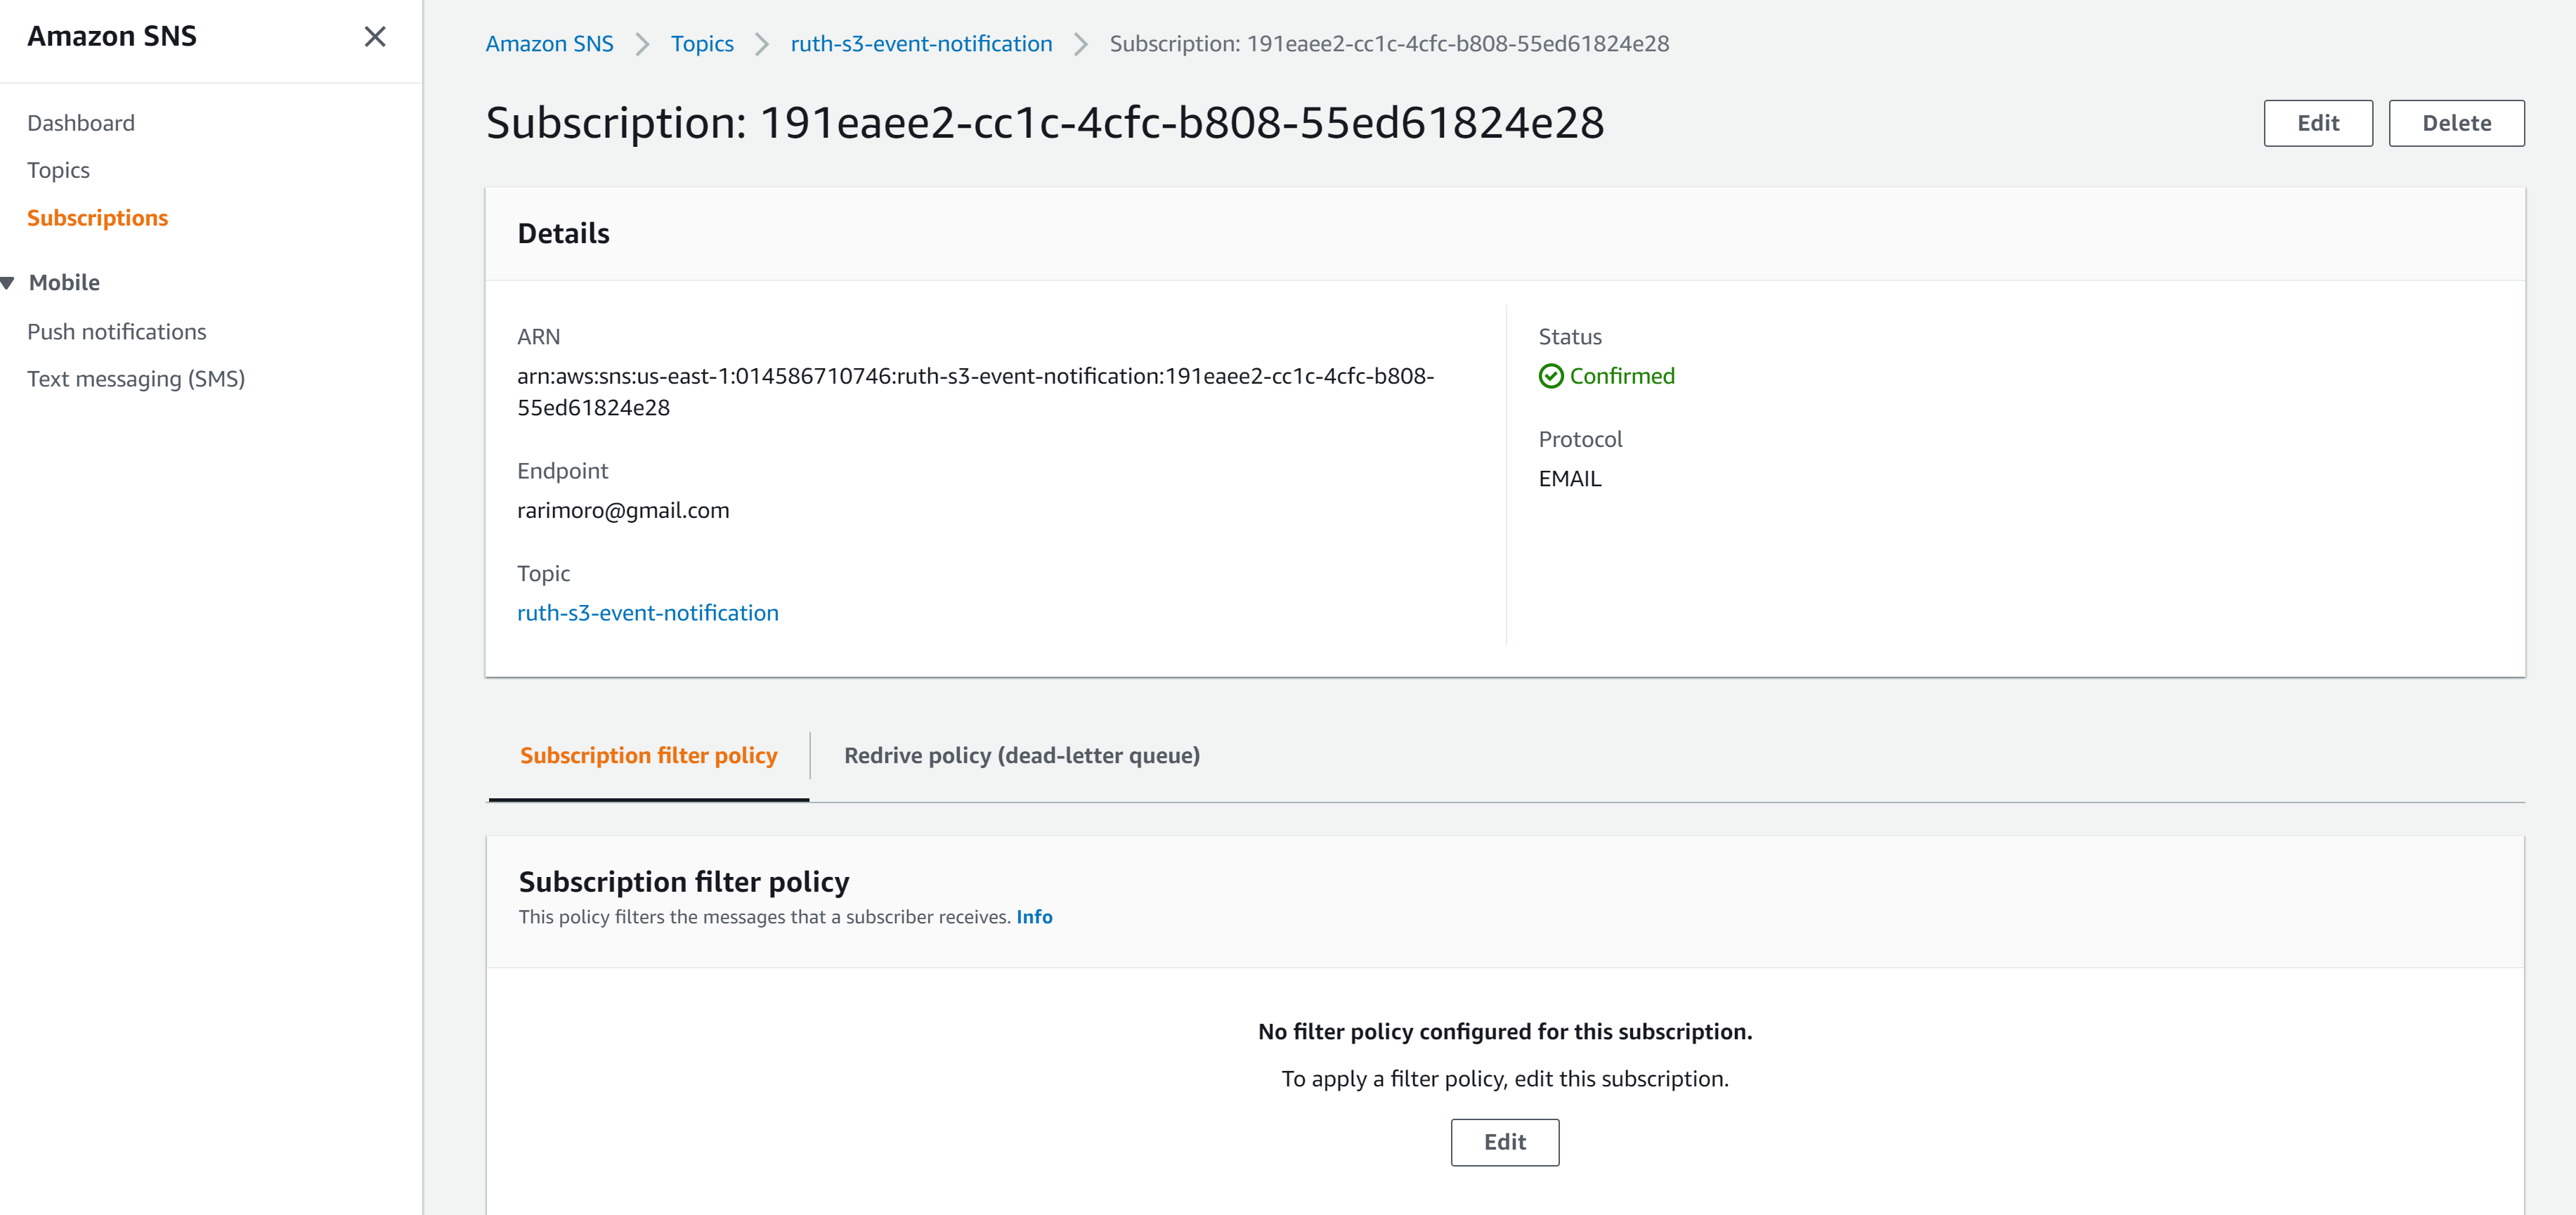 Amazon SNS
Dashboard
Topics
Subscriptions
Mobile
Push notifications
Text messaging (SMS)
Amazon SNS > Topics > ruth-s3-event-notification > Subscription: 191eaee2-cc1c-4cfc-b808-55ed61824e28
Subscription: 191eaee2-cc1c-4cfc-b808-55ed61824e28
Edit
Delete
Details
ARN
arn:aws:sns:us-east-1:014586710746:ruth-s3-event-notification:191eaee2-cc1c-4cfc-b808-
55ed61824e28
Endpoint
rarimoro@gmail.com
Topic
ruth-s3-event-notification
Status
Confirmed
Protocol
EMAIL
Subscription filter policy
Redrive policy (dead-letter queue)
Subscription filter policy
This policy filters the messages that a subscriber receives. Info
No filter policy configured for this subscription.
To apply a filter policy, edit this subscription.
Edit